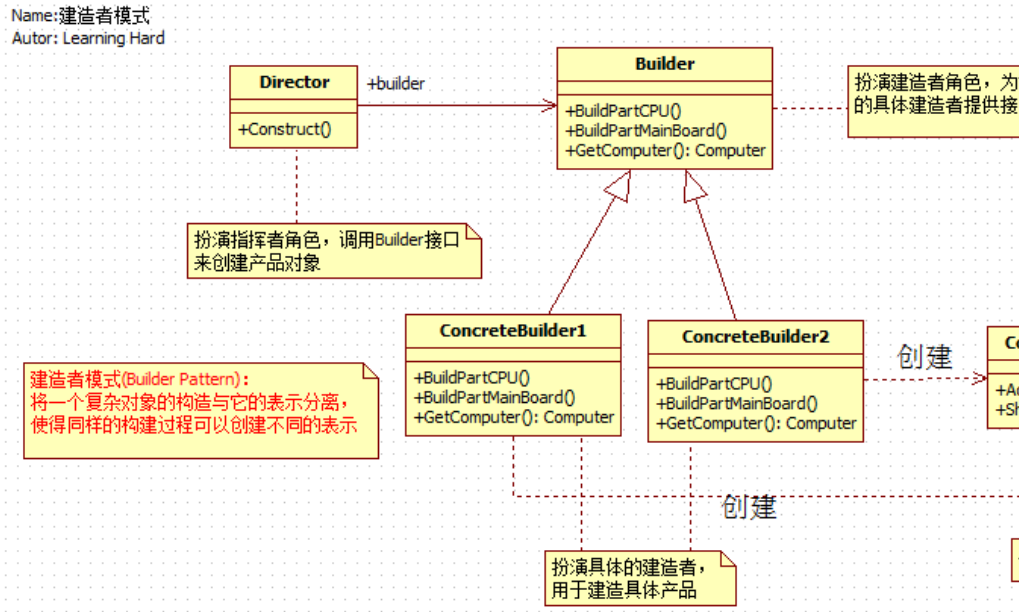 Name:建造者模式
Autor: Learning Hard
Director
+Construct()
+builder
Builder
+BuildPartCPU()
+BuildPartMainBoard()
+GetComputer(): Computer
扮演建造者角色，为
的具体建造者提供接
扮演指挥者角色，调用Builder接口
来创建产品对象
ConcreteBuilder1
+BuildPartCPU()
+BuildPartMainBoard()
+GetComputer(): Computer
ConcreteBuilder2
+BuildPartCPU()
+BuildPartMainBoard()
+GetComputer(): Computer
创建
建造者模式(Builder Pattern)：
将一个复杂对象的构造与它的表示分离，
使得同样的构建过程可以创建不同的表示
创建
扮演具体的建造者，
用于建造具体产品